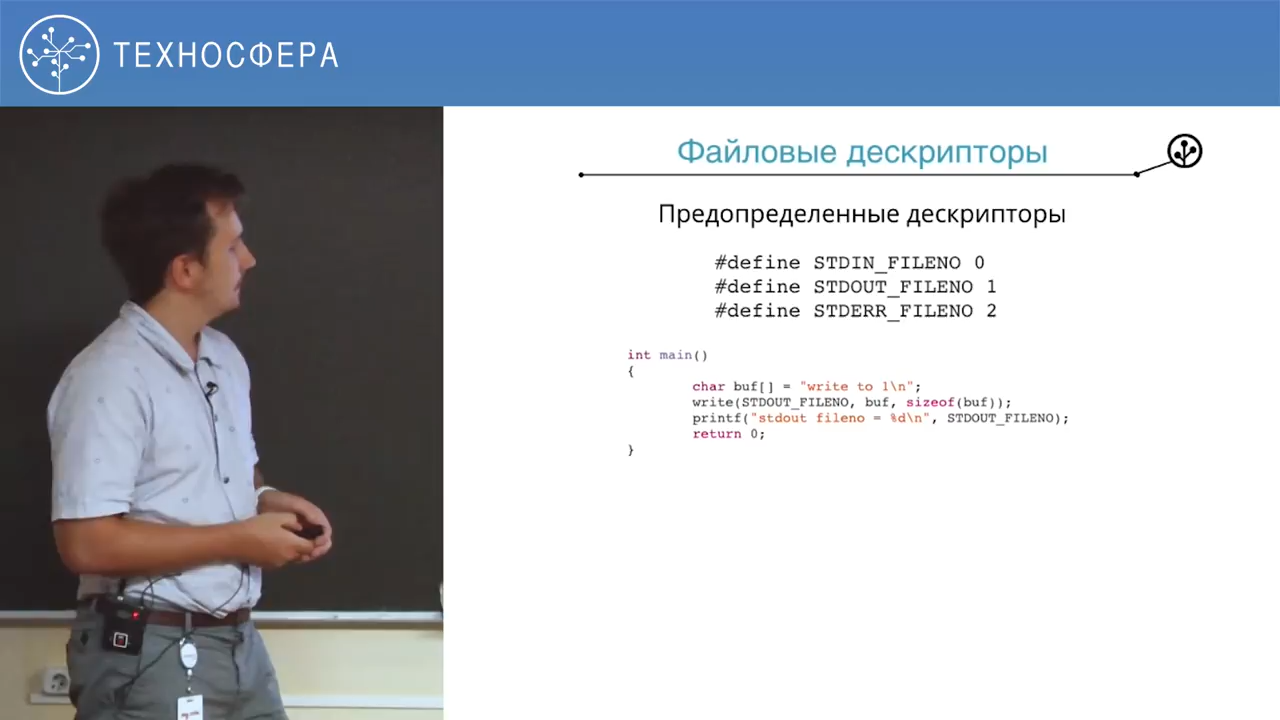 ТЕХНОСФЕРА
Файловые дескрипторы
Предопределенные дескрипторы
#define STDIN_FILENO 0
#define STDOUT_FILENO 1
#define STDERR_FILENO 2
int main()
{
char buf[] = "write to 1\n";
write(STDOUT_FILENO, buf, sizeof(buf));
printf("stdout fileno = %d\n", STDOUT_FILENO);
return 0;
}